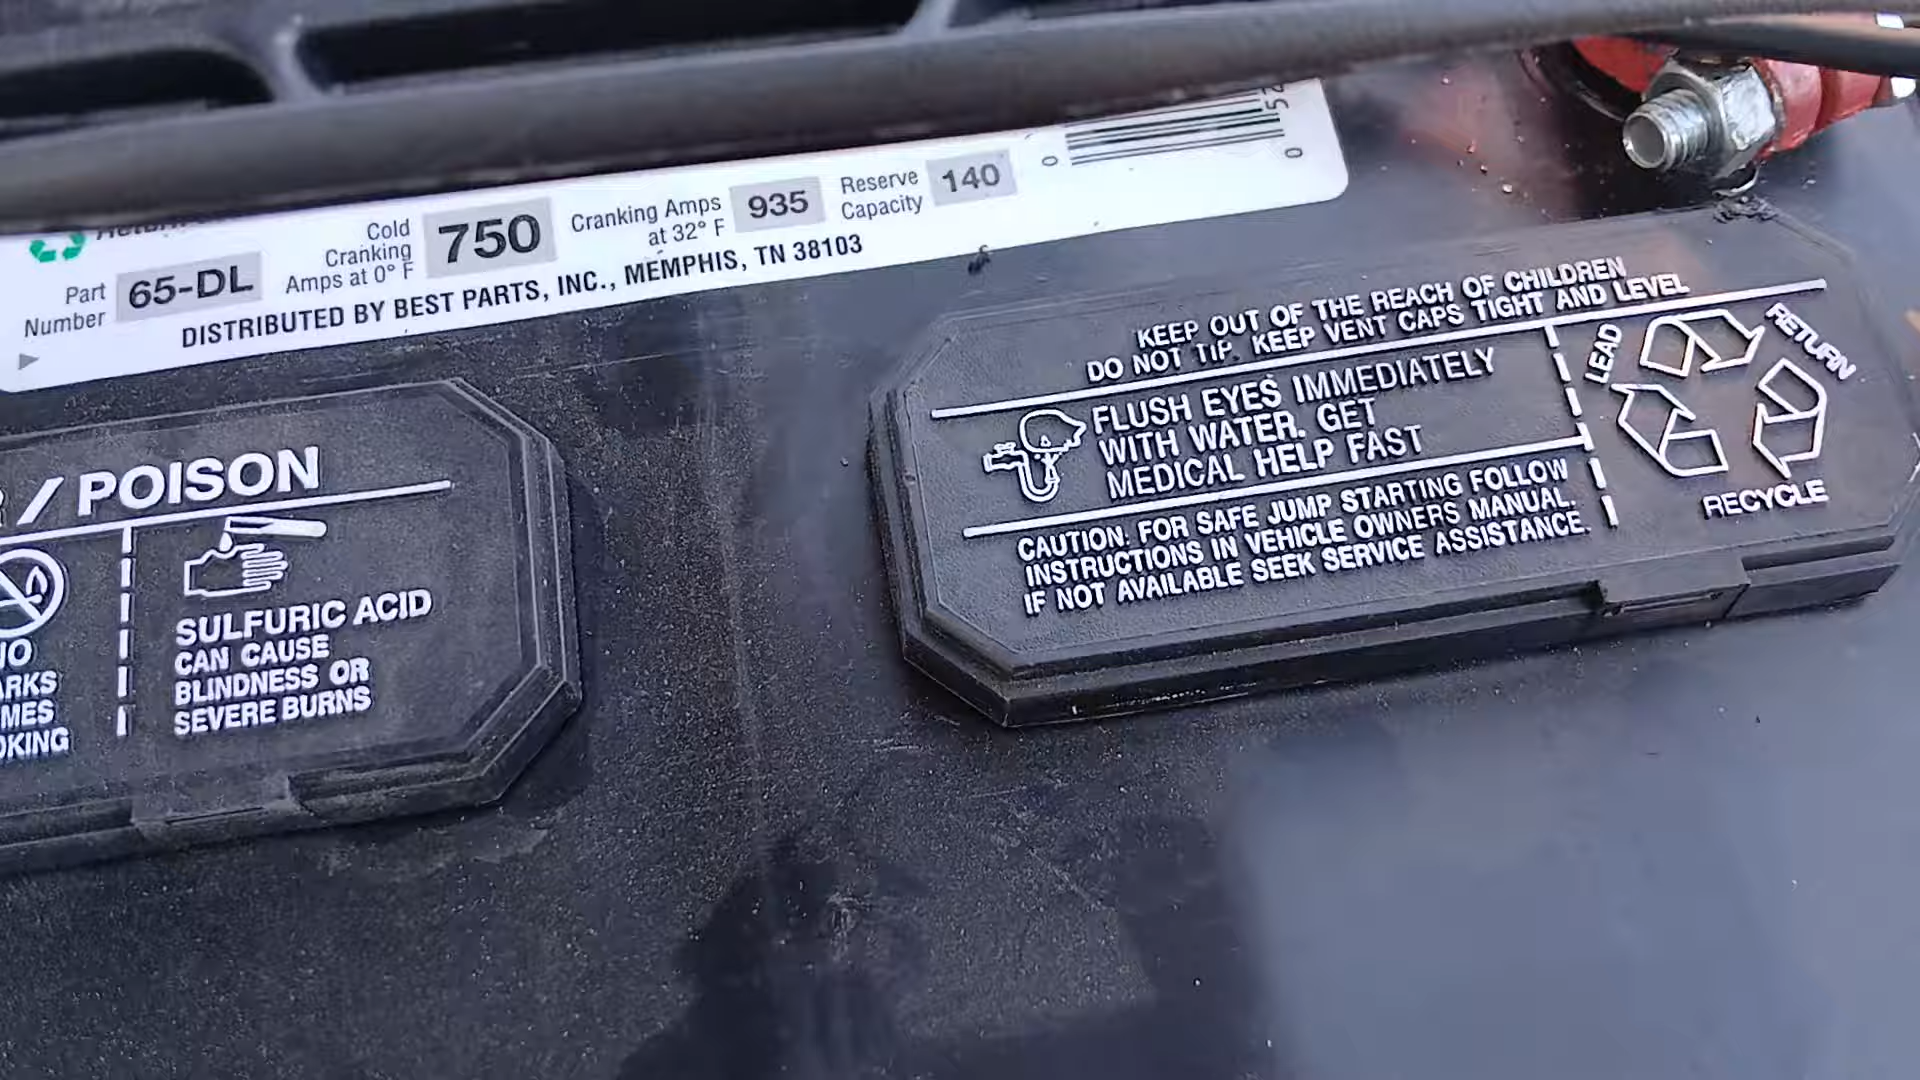 Part
Number
65-DL
Cold
Cranking
Amps at 0° F
750
Cranking Amps
at 32° F
935
Reserve
Capacity
140
0
52
0
DISTRIBUTED BY BEST PARTS, INC., MEMPHIS, TN 38103
/ POISON
SULFURIC ACID
CAN CAUSE
BLINDNESS OR
SEVERE BURNS
KEEP OUT OF THE REACH OF CHILDREN
DO NOT TIP. KEEP VENT CAPS TIGHT AND LEVEL
FLUSH EYES IMMEDIATELY
WITH WATER. GET
MEDICAL HELP FAST
CAUTION: FOR SAFE JUMP STARTING FOLLOW
INSTRUCTIONS IN VEHICLE OWNERS MANUAL.
IF NOT AVAILABLE SEEK SERVICE ASSISTANCE.
LEAD
RETURN
RECYCLE